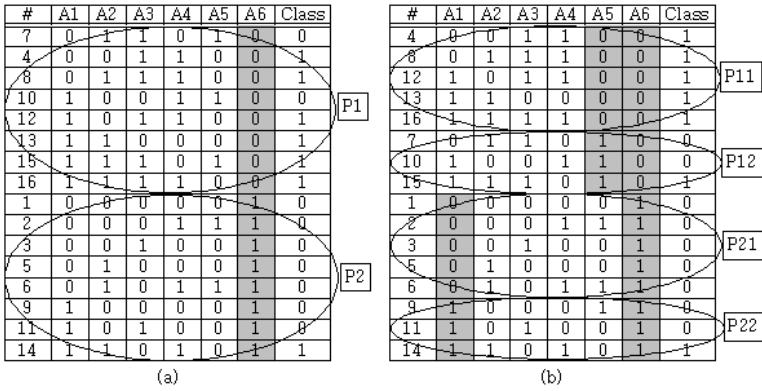 # A1 A2 A3 A4 A5 A6 Class
7 0 1 1 0 1 0 0
4 0 0 1 1 0 0 1
8 0 1 1 1 0 0 1
10 1 0 0 1 1 0 0
P1
12 1 0 1 1 0 0 1
13 1 1 0 0 0 0 1
15 1 1 1 0 1 0 1
16 1 1 1 1 0 0 1
1 0 0 0 0 0 1 0
2 0 0 0 1 1 1 0
3 0 0 1 0 0 1 0
5 0 1 0 0 0 1 0
P2
6 0 1 0 1 1 1 0
9 1 0 0 0 0 1 0
11 1 0 1 0 0 1 0
14 1 1 0 1 0 1 1
(a)
# A1 A2 A3 A4 A5 A6 Class
4 0 0 1 1 0 0 1
8 0 1 1 1 0 0 1
12 1 0 1 1 0 0 1
P11
13 1 1 0 0 0 0 1
16 1 1 1 1 0 0 1
7 0 1 1 0 1 0 0
10 1 0 0 1 1 0 0
P12
15 1 1 1 0 1 0 1
1 0 0 0 0 0 1 0
2 0 0 0 1 1 1 0
3 0 0 1 0 0 1 0
P21
5 0 1 0 0 0 1 0
6 0 1 0 1 1 1 0
9 1 0 0 0 1 1 0
11 1 0 1 0 0 1 0
P22
14 1 1 0 1 0 1 1
(b)